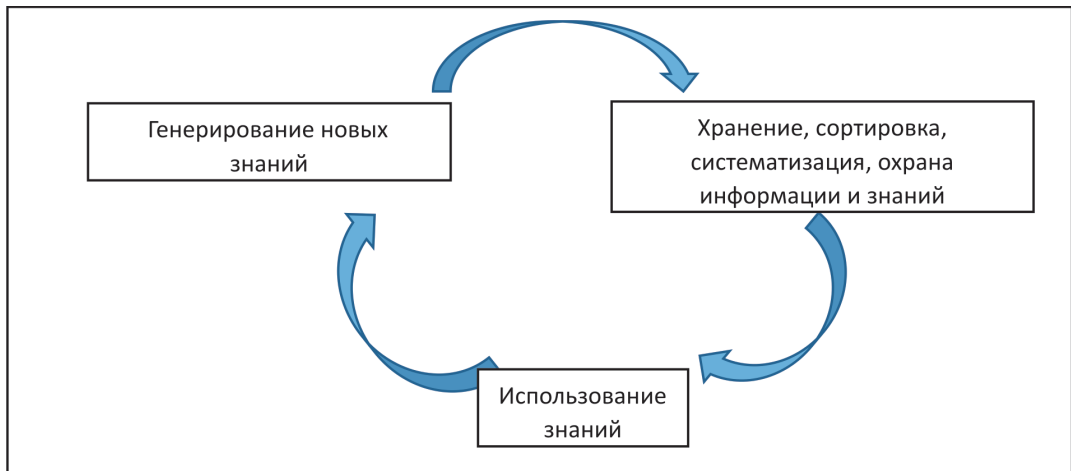 Генерирование новых
знаний
Хранение, сортировка,
систематизация, охрана
информации и знаний
Использование
знаний